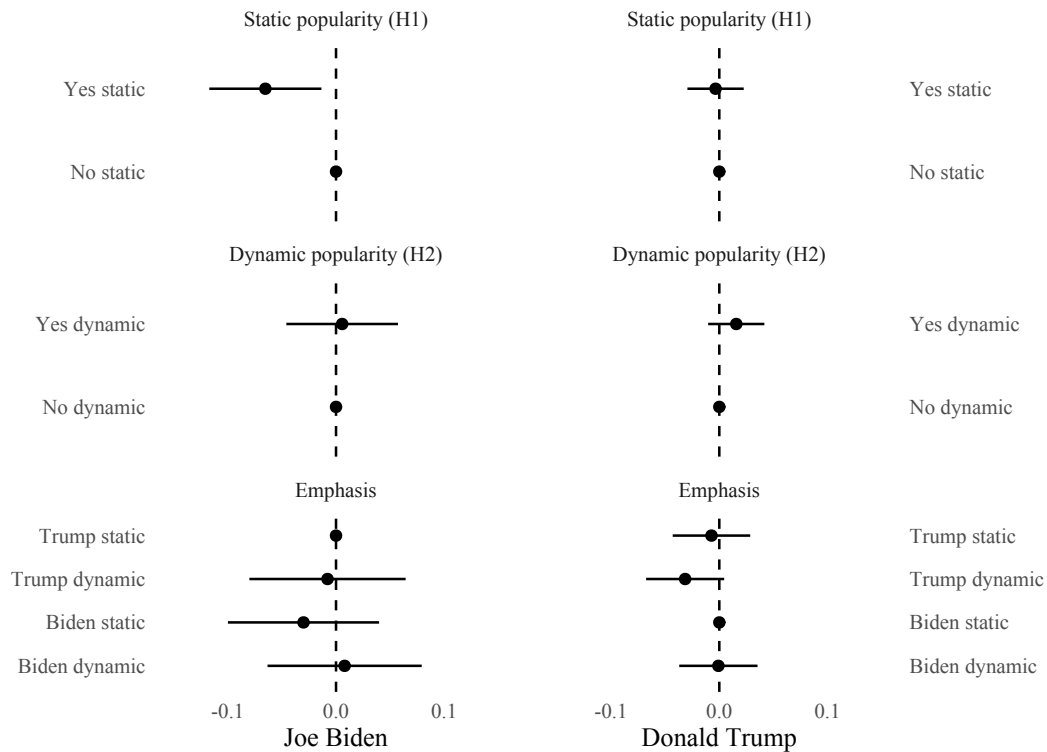 Static popularity (H1) Static popularity (H1)
Yes static Yes static
No static No static
Dynamic popularity (H2) Dynamic popularity (H2)
Yes dynamic Yes dynamic
No dynamic No dynamic
Emphasis Emphasis
Trump static Trump static
Trump dynamic Trump dynamic
Biden static Biden static
Biden dynamic Biden dynamic
-0.1 0.0 0.1 -0.1 0.0 0.1
Joe Biden Donald Trump